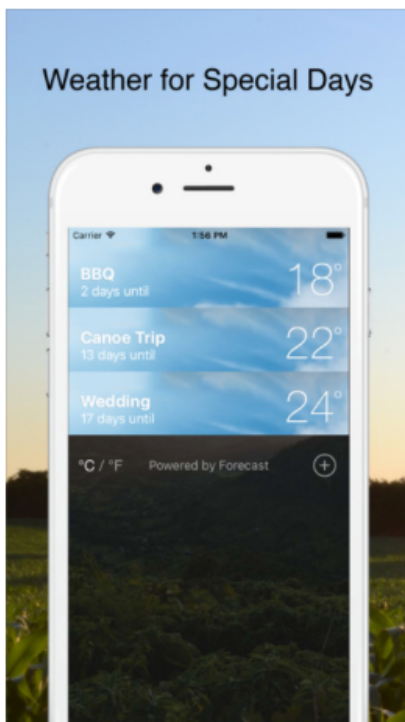 Weather for Special Days
Carrier 1:56 PM
BBQ 18°
2 days until
Canoe Trip 22°
13 days until
Wedding 24°
17 days until
°C / °F Powered by Forecast +